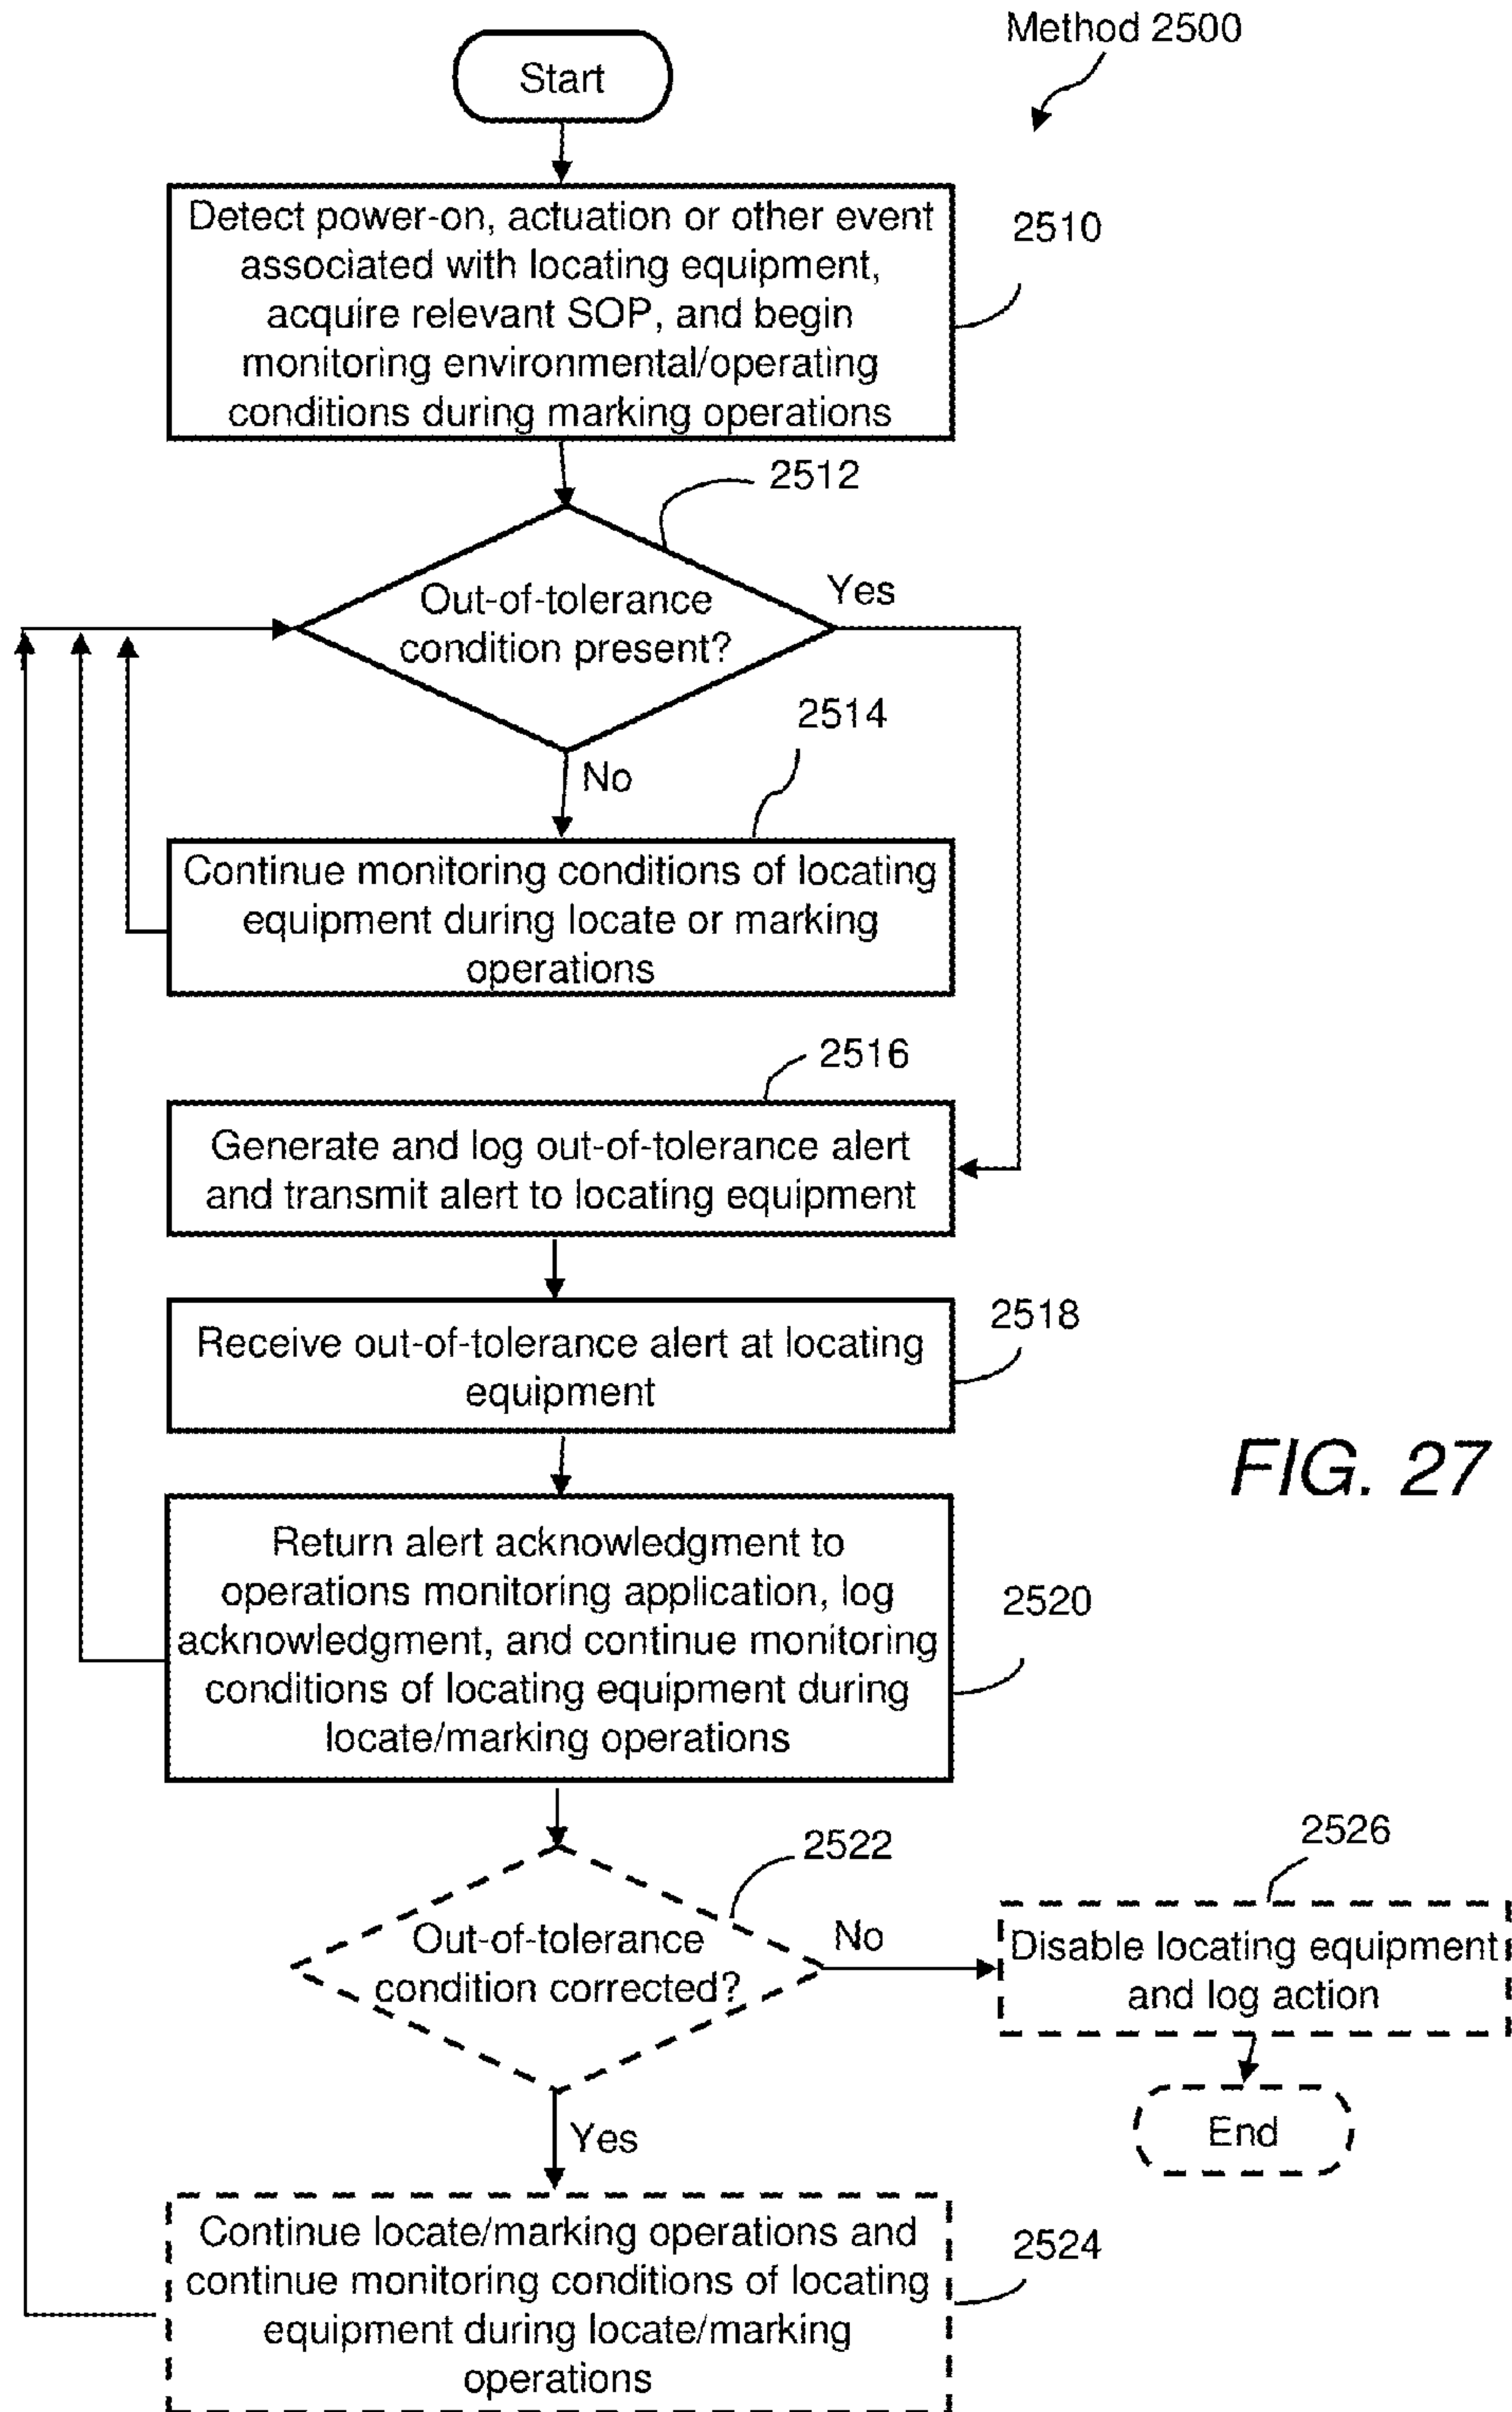 Method 2500
Start
Detect power-on, actuation or other event
associated with locating equipment,
acquire relevant SOP, and begin
monitoring environmental/operating
conditions during marking operations
2510
2512
Out-of-tolerance
condition present?
Yes
No
2514
Continue monitoring conditions of locating
equipment during locate or marking
operations
2516
Generate and log out-of-tolerance alert
and transmit alert to locating equipment
2518
Receive out-of-tolerance alert at locating
equipment
FIG. 27
Return alert acknowledgment to
operations monitoring application, log
acknowledgment, and continue monitoring
conditions of locating equipment during
locate/marking operations
2520
2522
Out-of-tolerance
condition corrected?
No
2526
Disable locating equipment
and log action
End
Yes
Continue locate/marking operations and
continue monitoring conditions of locating
equipment during locate/marking
operations
2524